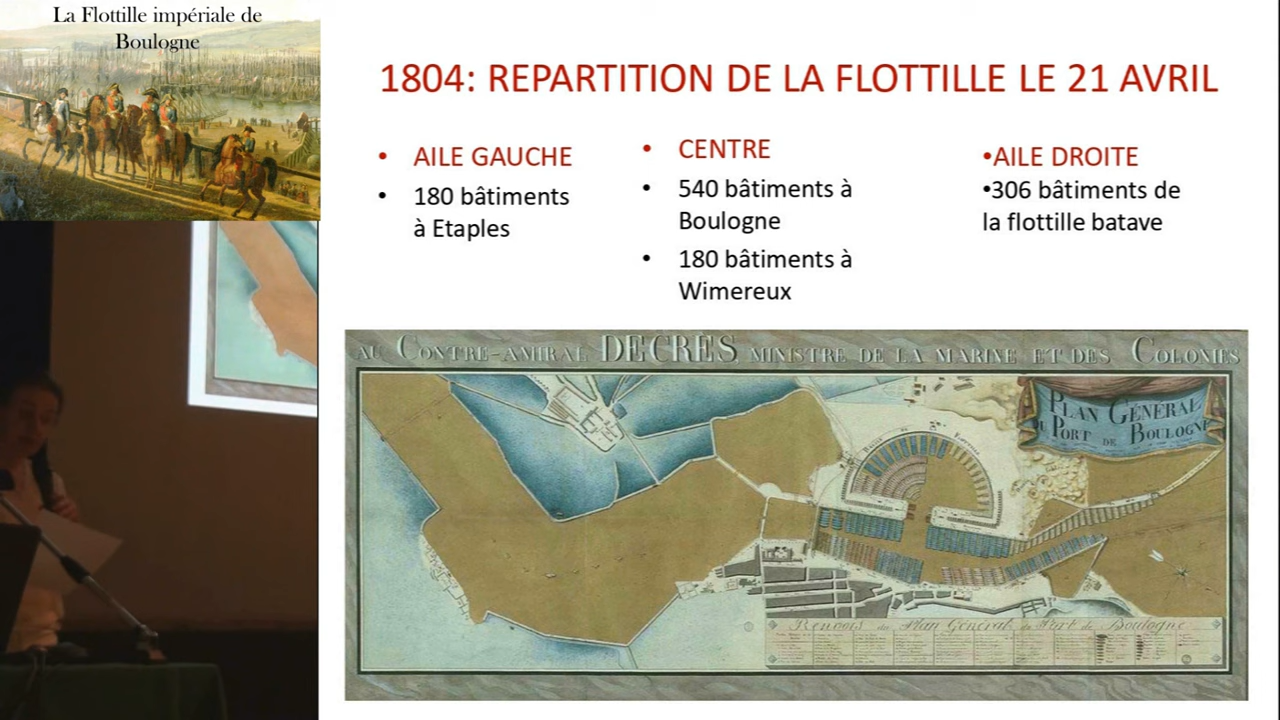 La Flottille impériale de
Boulogne
1804: REPARTITION DE LA FLOTTILLE LE 21 AVRIL
• AILE GAUCHE
• 180 bâtiments
à Etaples
• CENTRE
• 540 bâtiments à
Boulogne
• 180 bâtiments à
Wimereux
•AILE DROITE
•306 bâtiments de
la flottille batave
AU CONTRE-AMIRAL DECRÈS, MINISTRE DE LA MARINE ET DES COLONIES
PLAN GÉNÉRAL
DU PORT DE BOULOGNE
Renvois du Plan Général du Port de Boulogne